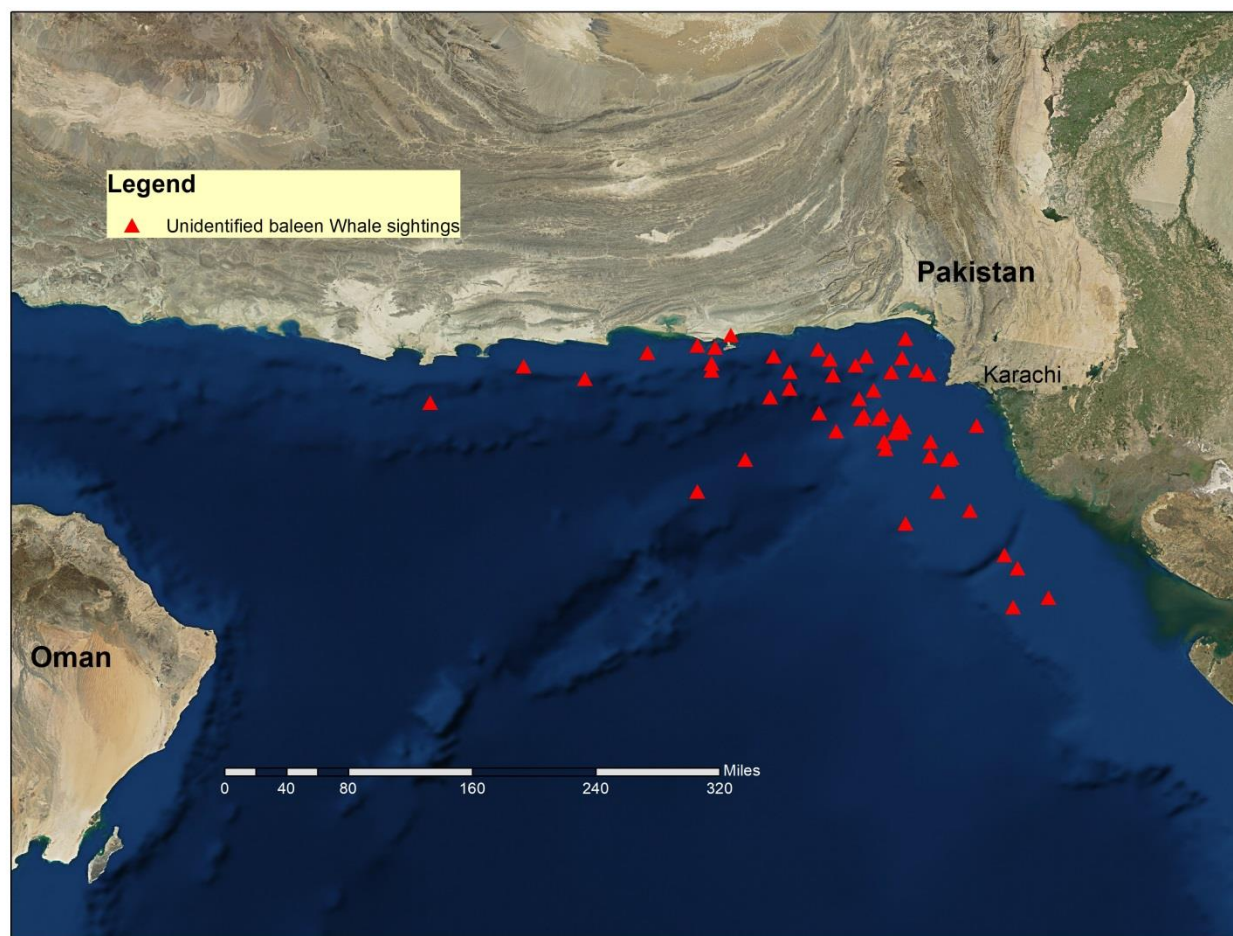 Legend
Unidentified baleen Whale sightings
Pakistan
Karachi
Oman
Miles
0 40 80 160 240 320